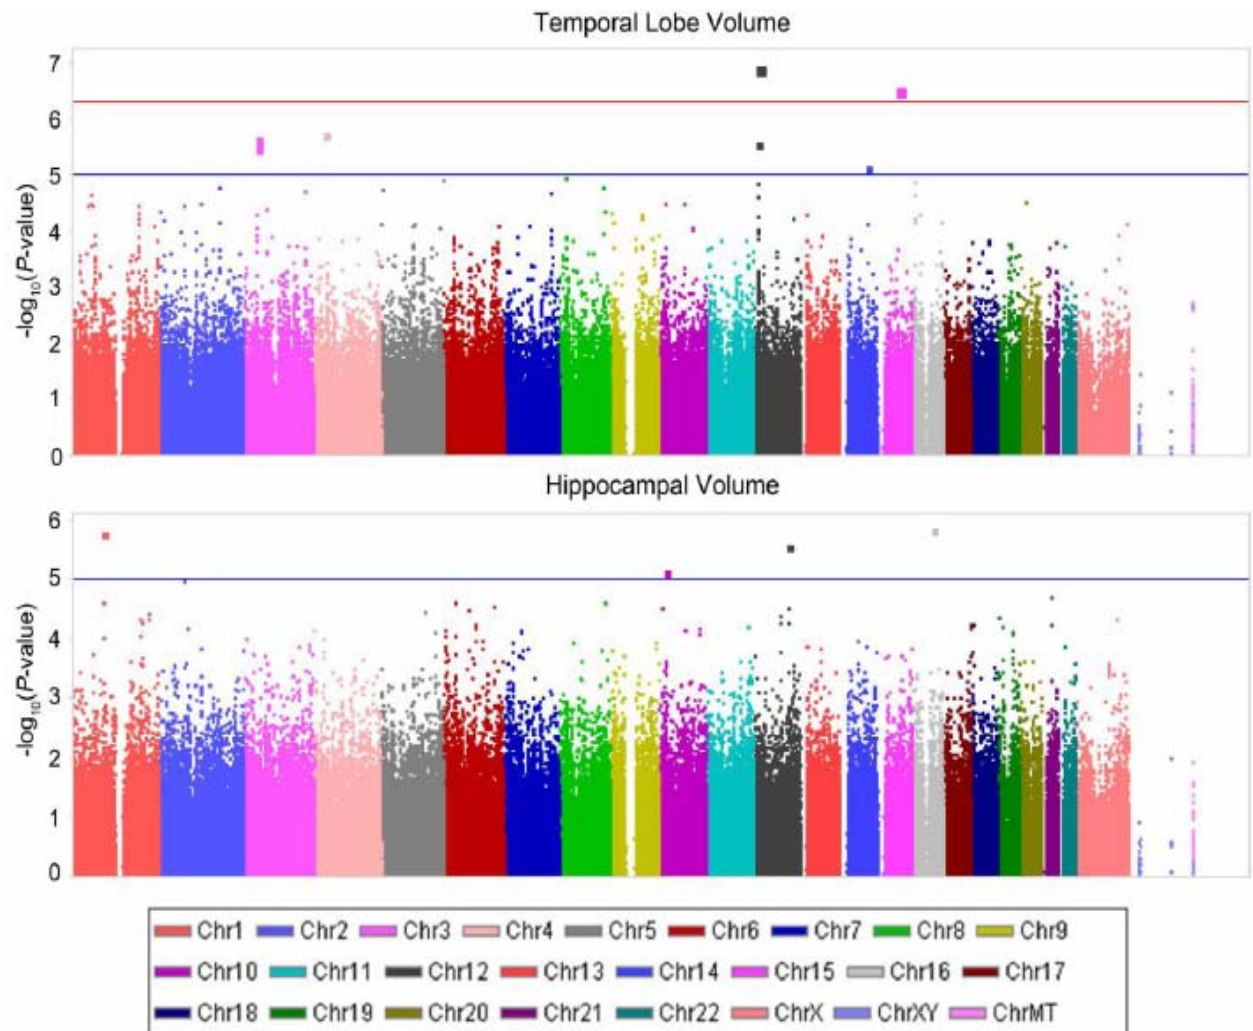 Temporal Lobe Volume
7
6
5
4
3
2
1
0
-log10(P-value)
Hippocampal Volume
6
5
4
3
2
1
0
-log10(P-value)
Chr1 Chr2 Chr3 Chr4 Chr5 Chr6 Chr7 Chr8 Chr9
Chr10 Chr11 Chr12 Chr13 Chr14 Chr15 Chr16 Chr17
Chr18 Chr19 Chr20 Chr21 Chr22 ChrX ChrXY ChrMT